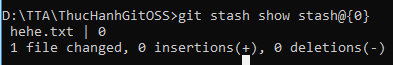 D:\TTA\ThucHanhGitOSS>git stash show stash@{0}
hehe.txt | 0
1 file changed, 0 insertions(+), 0 deletions(-)